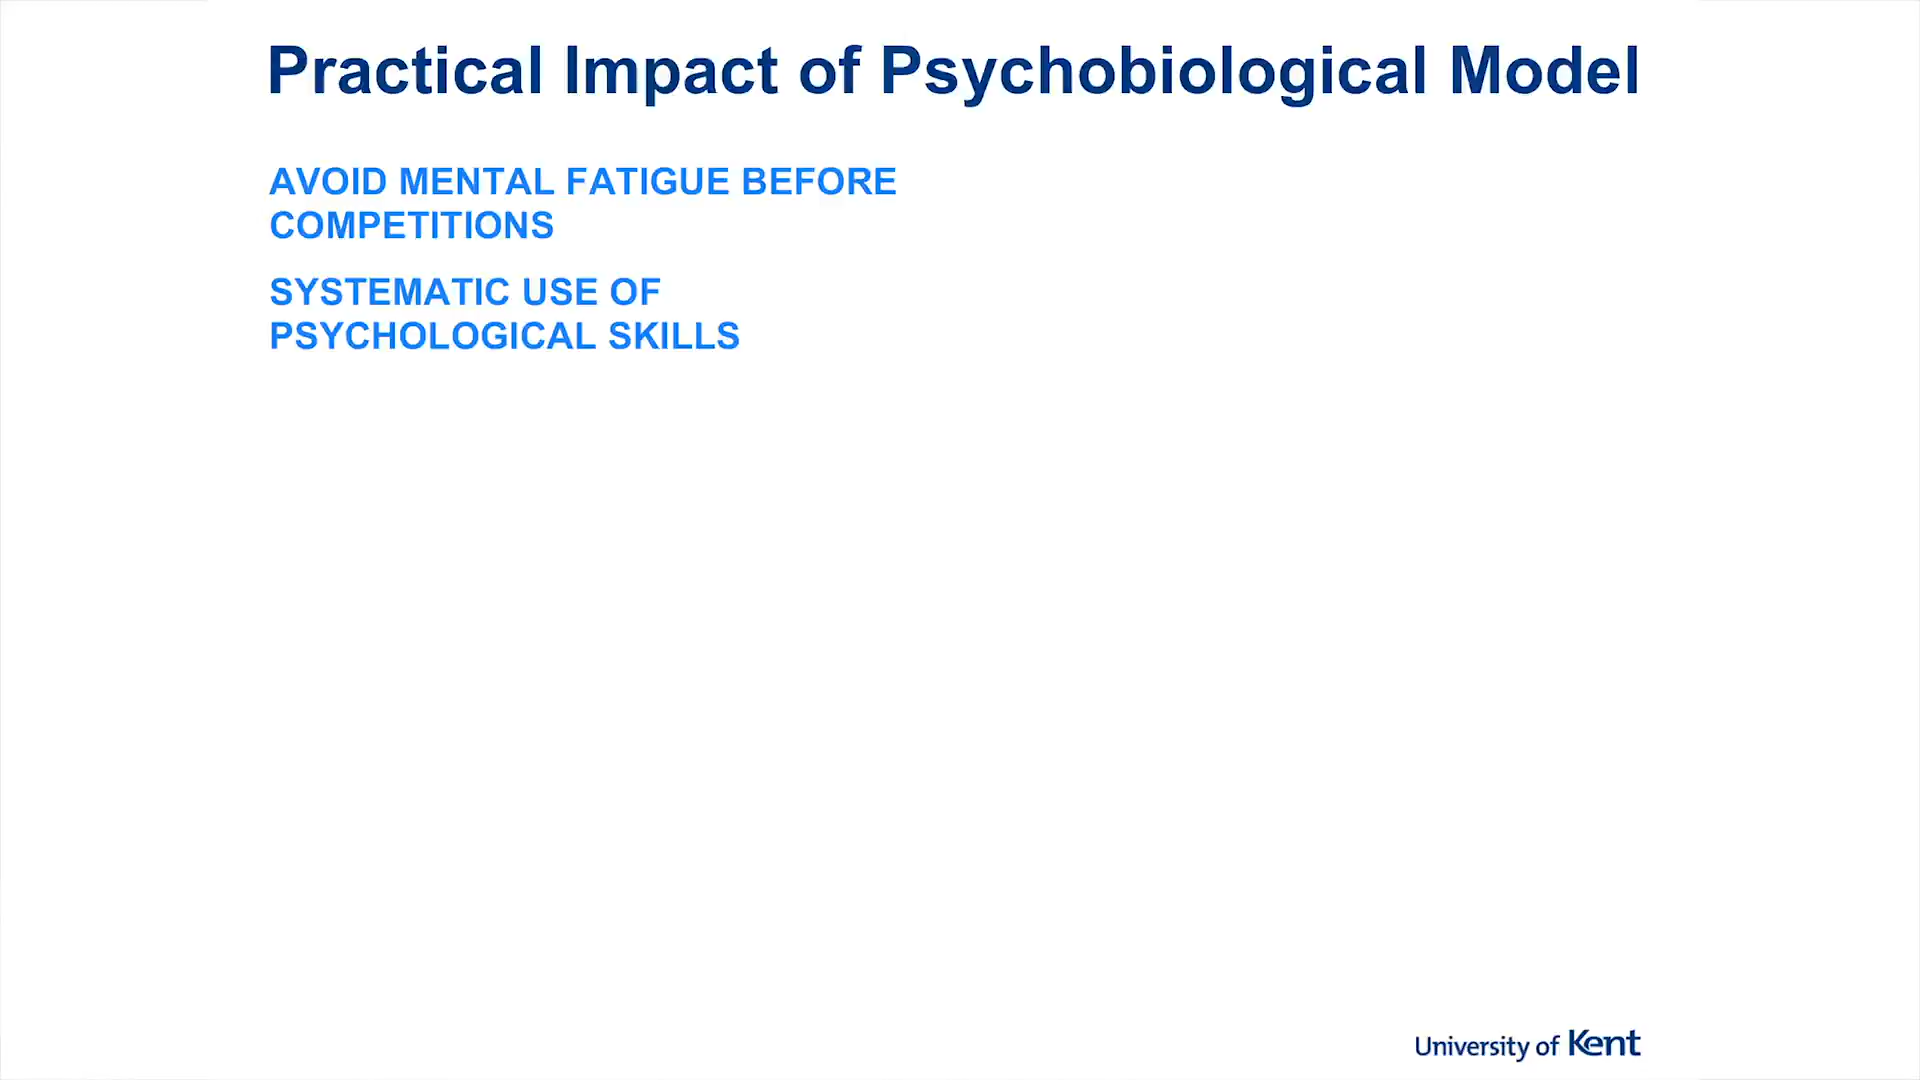 Practical Impact of Psychobiological Model
AVOID MENTAL FATIGUE BEFORE
COMPETITIONS
SYSTEMATIC USE OF
PSYCHOLOGICAL SKILLS
University of Kent